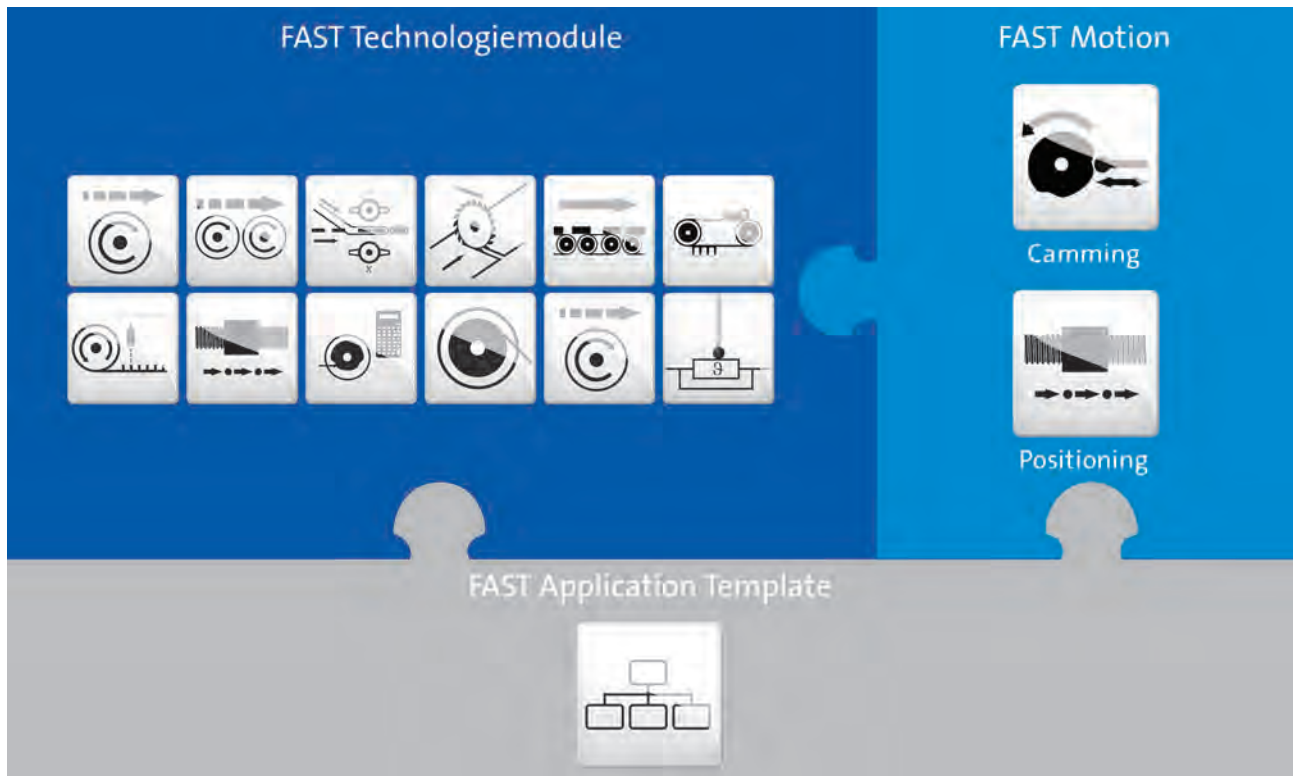 FAST Technologiemodule
FAST Motion
Camming
Positioning
FAST Application Template
x
ϑ